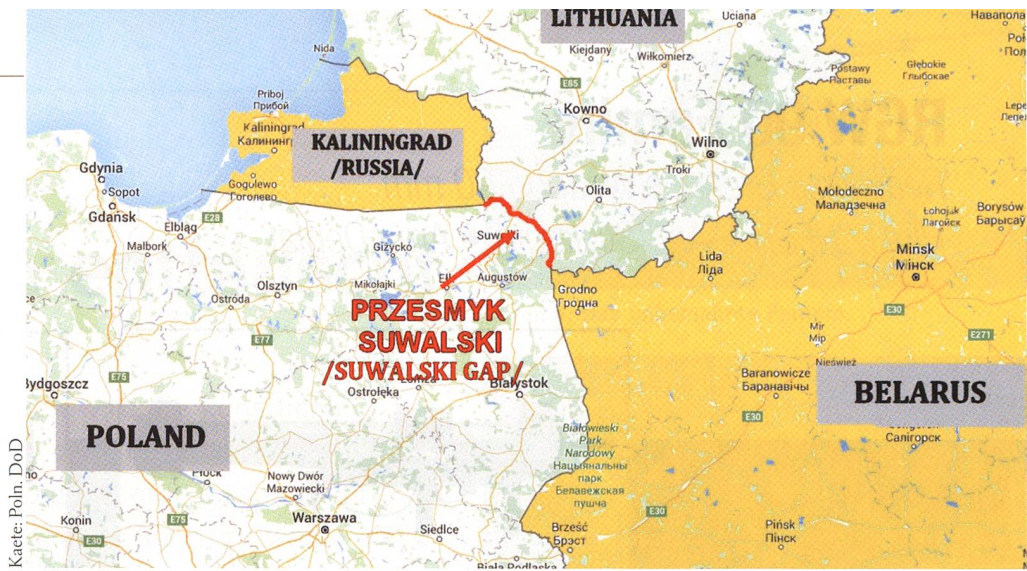 LITHUANIA
Uciana
Nida
Kiejdany
Wiłkomierz
E85
Postawy
Паставы
Głębokie
Глыбокае
Priboj
Прибой
Kaliningrad
KALININGRAD
/RUSSIA/
Kowno
Wilno
Troki
Gdynia
Sopot
Gdańsk
Gogolewo
Гоголево
Olita
Mołodeczno
Маладзечна
Łohojsk
Лагойск
Borysów
Барысаў
E28
Elbląg
Malbork
Giżycko
Suwałki
Lida
Ліда
Mińsk
Мінск
Olsztyn
Mikołajki
Augustów
Grodno
Гродна
Ostróda
PRZESMYK
SUWALSKI
/SUWALSKI GAP/
E30
E77
Mir
Мір
E271
Nieśwież
Bydgoszcz
E75
Ostrołęka
Białystok
Baranowicze
Баранавічы
BELARUS
E30
POLAND
Białowieski
Park
Narodowy
Нацыянальны
парк
Белавежская
пушча
Салігорск
Płock
Nowy Dwór
Mazowiecki
Konin
E75
E30
Warszawa
Siedlce
Brześć
Брэст
E30
Pińsk
Пінск
Biała Podlaska
Kaete: Poln. DoD